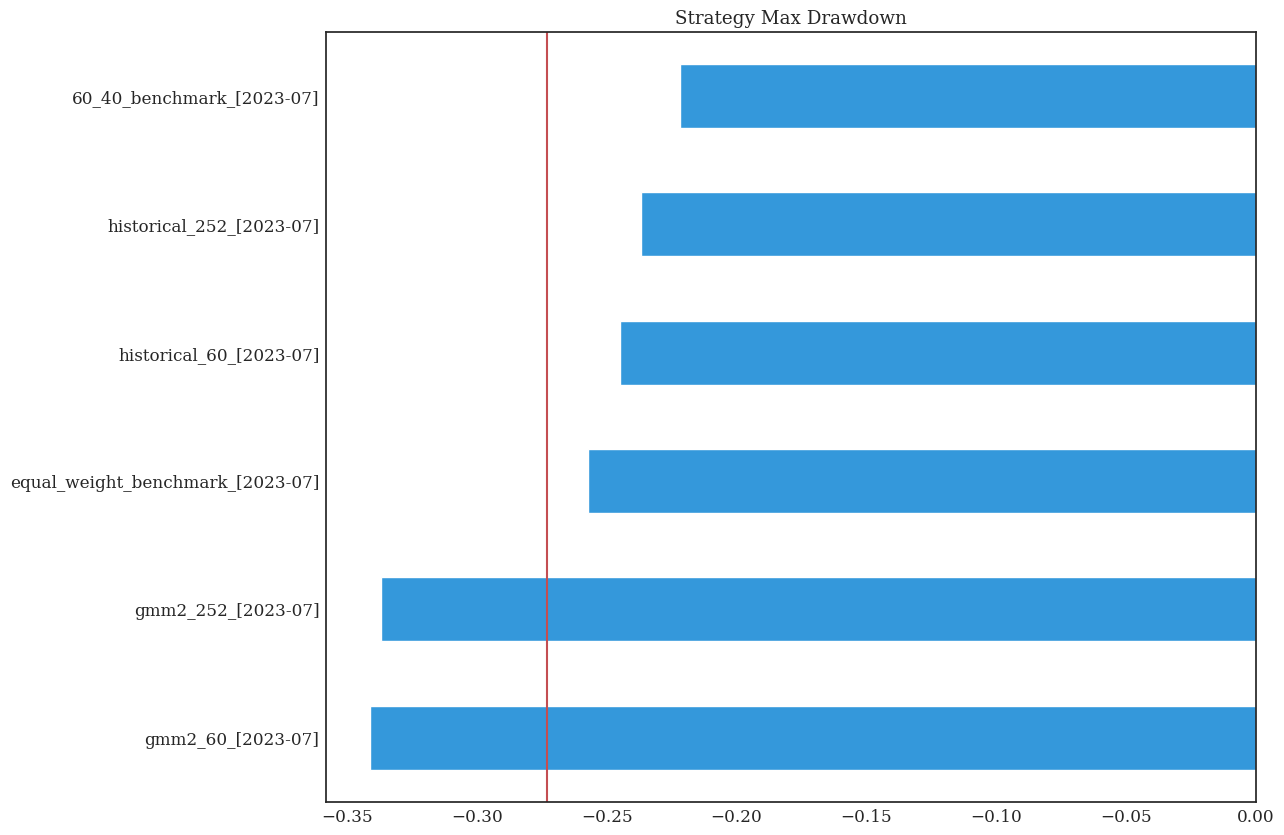 Strategy Max Drawdown
60_40_benchmark_[2023-07]
historical_252_[2023-07]
historical_60_[2023-07]
equal_weight_benchmark_[2023-07]
gmm2_252_[2023-07]
gmm2_60_[2023-07]
−0.35 −0.30 −0.25 −0.20 −0.15 −0.10 −0.05 0.00